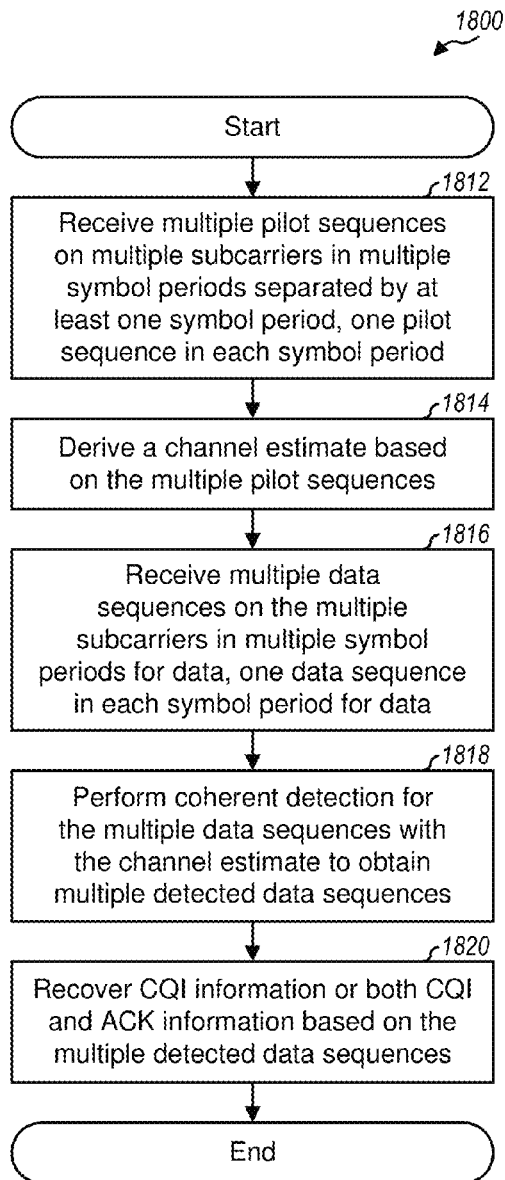 1800
Start
1812
Receive multiple pilot sequences
on multiple subcarriers in multiple
symbol periods separated by at
least one symbol period, one pilot
sequence in each symbol period
1814
Derive a channel estimate based
on the multiple pilot sequences
1816
Receive multiple data
sequences on the multiple
subcarriers in multiple symbol
periods for data, one data sequence
in each symbol period for data
1818
Perform coherent detection for
the multiple data sequences with
the channel estimate to obtain
multiple detected data sequences
1820
Recover CQI information or both CQI
and ACK information based on the
multiple detected data sequences
End